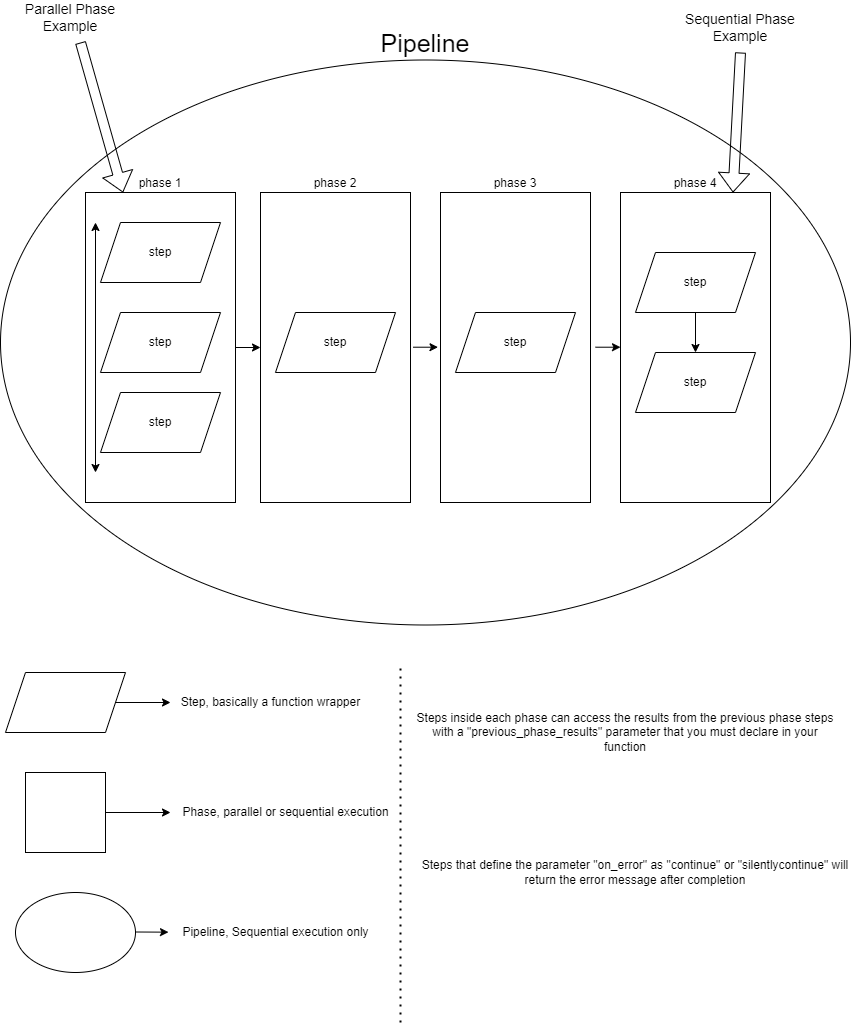 Parallel Phase
Example
Sequential Phase
Example
Pipeline
phase 1
phase 2
phase 3
phase 4
step
step
step
step
step
step
step
Step, basically a function wrapper
Phase, parallel or sequential execution
Pipeline, Sequential execution only
Steps inside each phase can access the results from the previous phase steps
with a "previous_phase_results" parameter that you must declare in your
function
Steps that define the parameter "on_error" as "continue" or "silentlycontinue" will
return the error message after completion